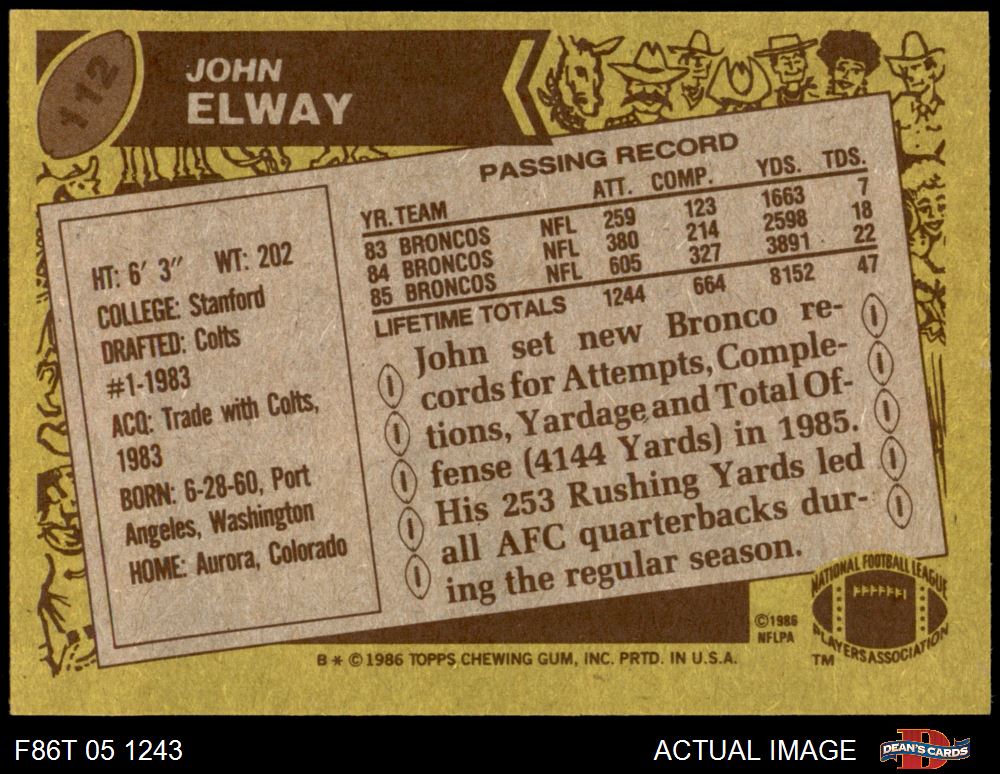 112
JOHN
ELWAY
PASSING RECORD
YR. TEAM ATT. COMP. YDS. TDS.
83 BRONCOS NFL 259 123 1663 7
84 BRONCOS NFL 380 214 2598 18
85 BRONCOS NFL 605 327 3891 22
LIFETIME TOTALS 1244 664 8152 47
HT: 6′ 3″ WT: 202
COLLEGE: Stanford
DRAFTED: Colts
#1-1983
ACQ: Trade with Colts,
1983
BORN: 6-28-60, Port
Angeles, Washington
HOME: Aurora, Colorado
John set new Bronco re-
cords for Attempts, Comple-
tions, Yardage and Total Of-
fense (4144 Yards) in 1985.
His 253 Rushing Yards led
all AFC quarterbacks dur-
ing the regular season.
©1986
NFLPA
NATIONAL FOOTBALL LEAGUE
PLAYERS ASSOCIATION
TM
B * © 1986 TOPPS CHEWING GUM, INC. PRTD. IN U.S.A.
F86T 05 1243
ACTUAL IMAGE
DEAN'S CARDS